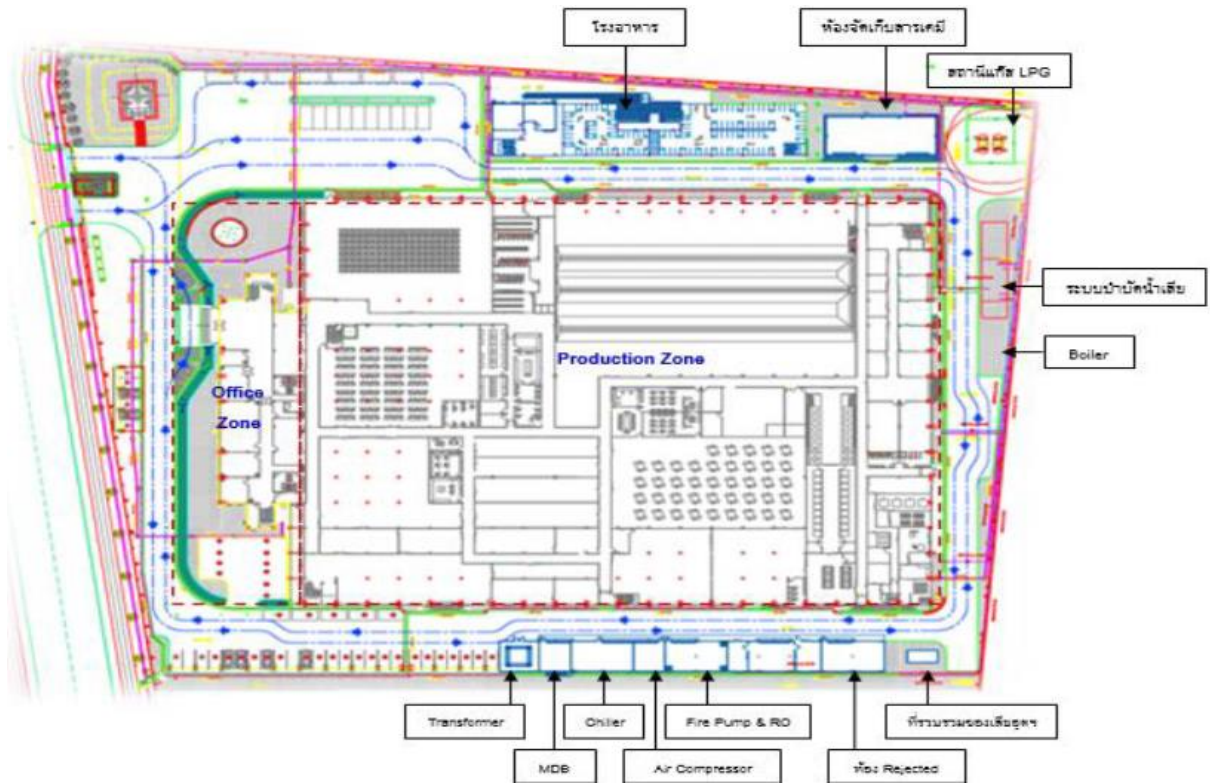 โรงอาหาร
ห้องจัดเก็บสารเคมี
สถานีแก๊ส LPG
ระบบบำบัดน้ำเสีย
Boiler
Production Zone
Office
Zone
Transformer
Chiller
Fire Pump & RO
ที่รวบรวมของเสียอุตฯ
MDB
Air Compressor
ห้อง Rejected